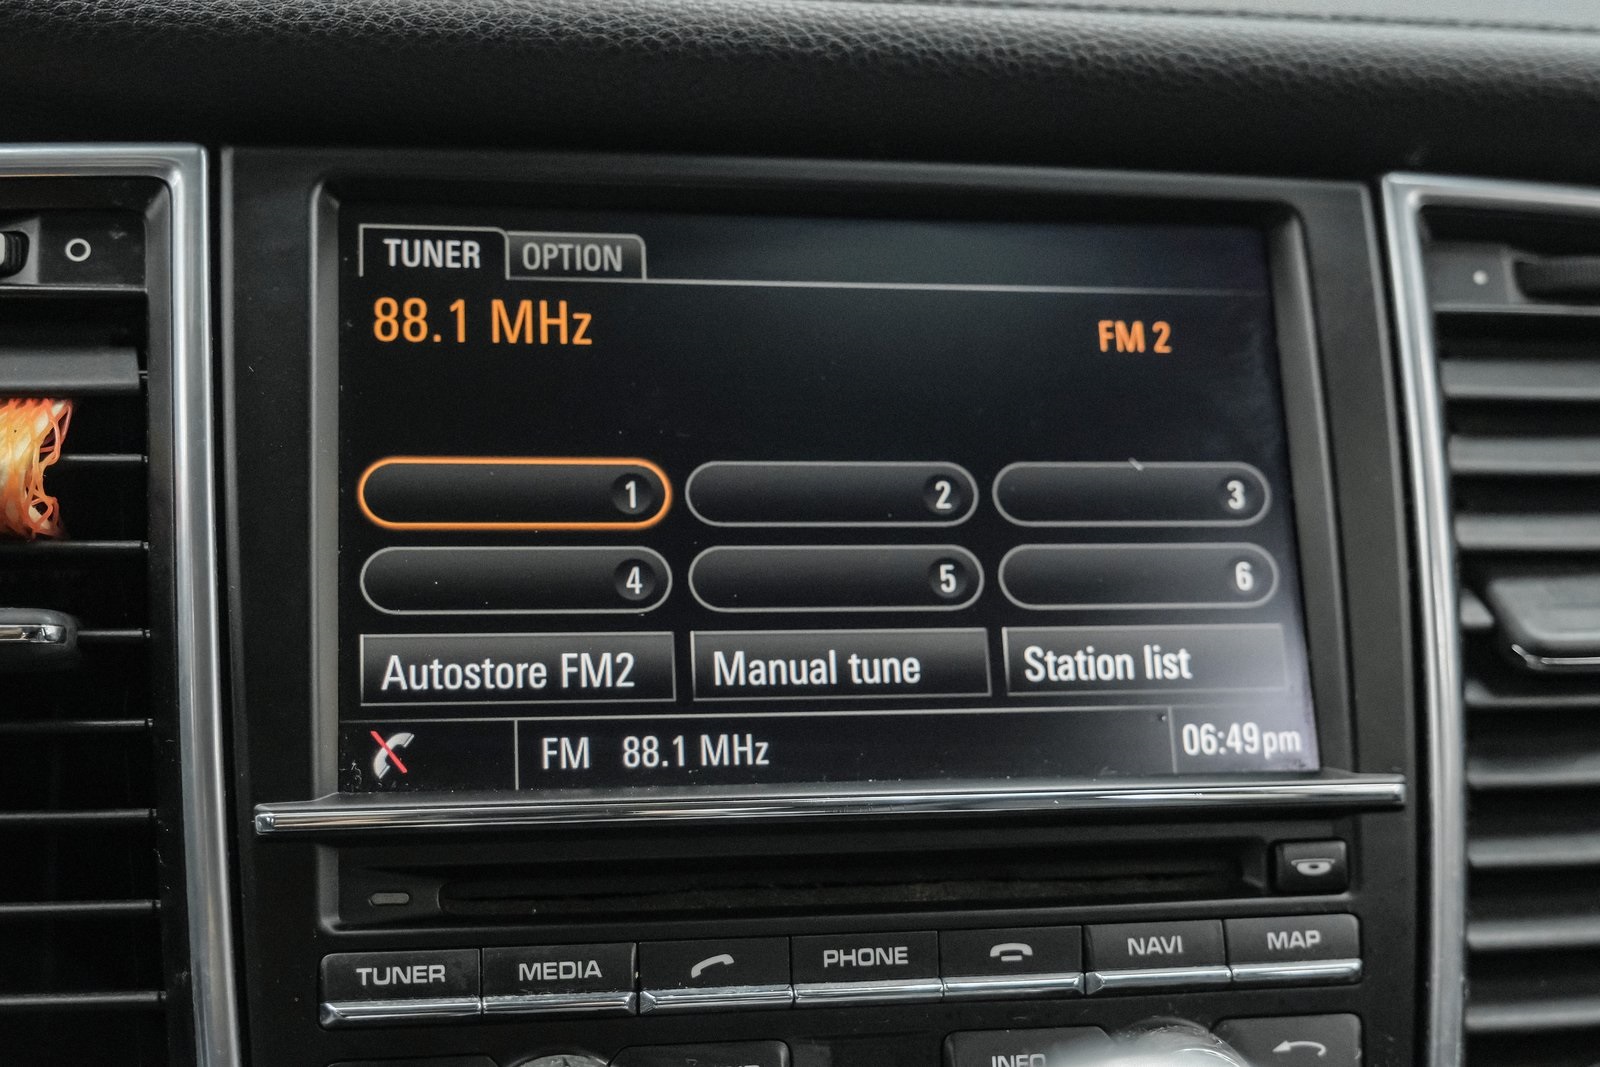 TUNER OPTION
88.1 MHz
FM 2
1 2 3
4 5 6
Autostore FM2 Manual tune Station list
FM 88.1 MHz 06:49pm
TUNER MEDIA PHONE NAVI MAP
INFO